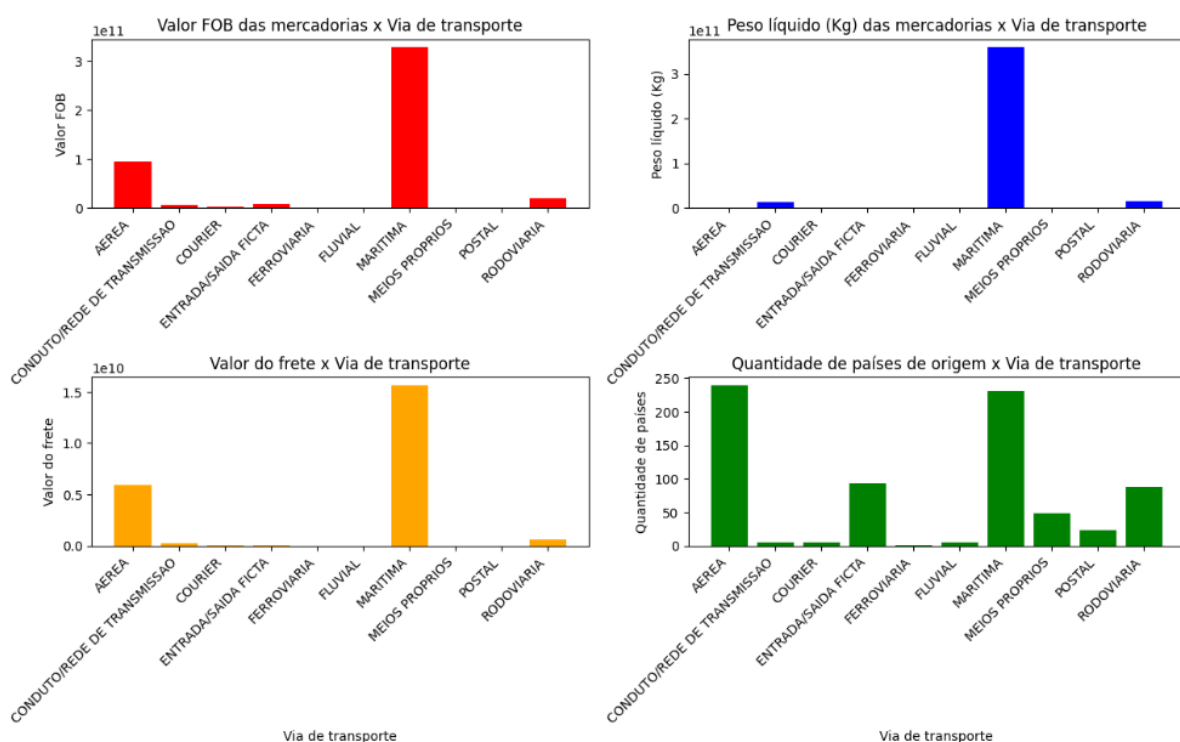 Valor FOB das mercadorias x Via de transporte
1e11
Valor FOB
3
2
1
0
AEREA
CONDUTO/REDE DE TRANSMISSAO
COURIER
ENTRADA/SAIDA FICTA
FERROVIARIA
FLUVIAL
MARITIMA
MEIOS PROPRIOS
POSTAL
RODOVIARIA
Peso líquido (Kg) das mercadorias x Via de transporte
1e11
Peso líquido (Kg)
3
2
1
0
AEREA
CONDUTO/REDE DE TRANSMISSAO
COURIER
ENTRADA/SAIDA FICTA
FERROVIARIA
FLUVIAL
MARITIMA
MEIOS PROPRIOS
POSTAL
RODOVIARIA
Valor do frete x Via de transporte
1e10
Valor do frete
1.5
1.0
0.5
0.0
AEREA
CONDUTO/REDE DE TRANSMISSAO
COURIER
ENTRADA/SAIDA FICTA
FERROVIARIA
FLUVIAL
MARITIMA
MEIOS PROPRIOS
POSTAL
RODOVIARIA
Via de transporte
Quantidade de países de origem x Via de transporte
Quantidade de países
250
200
150
100
50
0
AEREA
CONDUTO/REDE DE TRANSMISSAO
COURIER
ENTRADA/SAIDA FICTA
FERROVIARIA
FLUVIAL
MARITIMA
MEIOS PROPRIOS
POSTAL
RODOVIARIA
Via de transporte